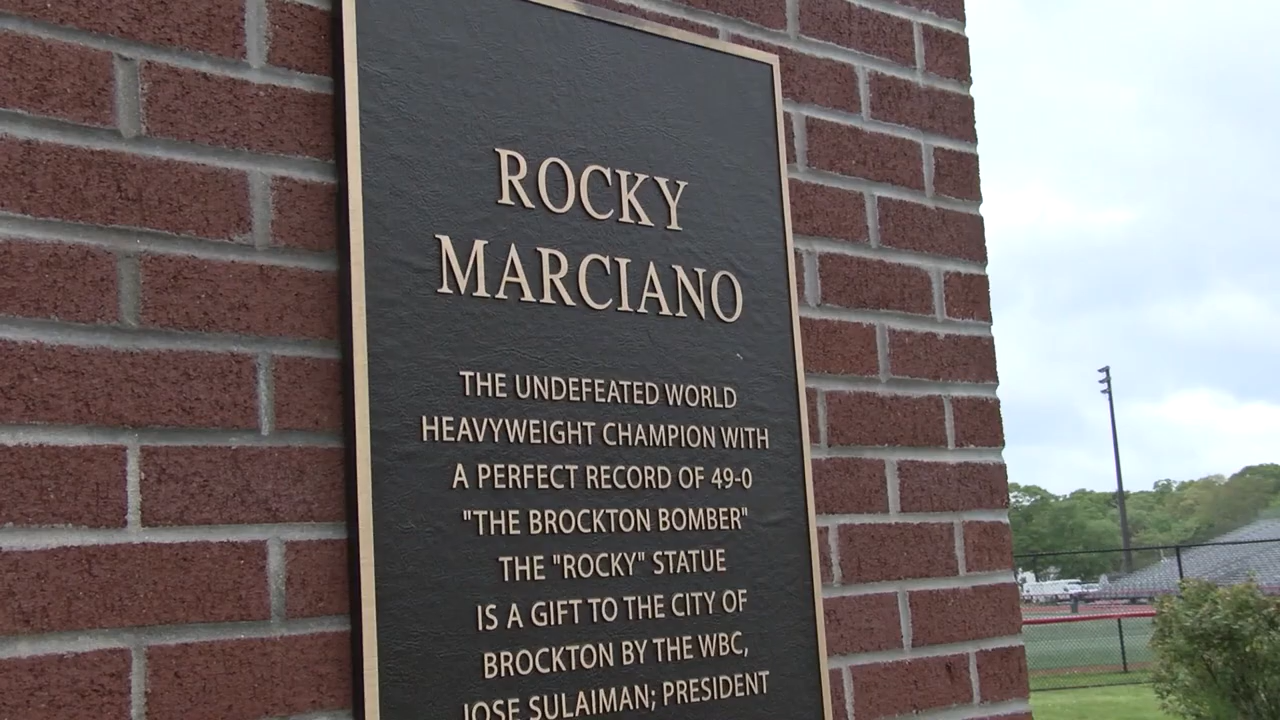 ROCKY
MARCIANO
THE UNDEFEATED WORLD
HEAVYWEIGHT CHAMPION WITH
A PERFECT RECORD OF 49-0
"THE BROCKTON BOMBER"
THE "ROCKY" STATUE
IS A GIFT TO THE CITY OF
BROCKTON BY THE WBC,
JOSE SULAIMAN; PRESIDENT